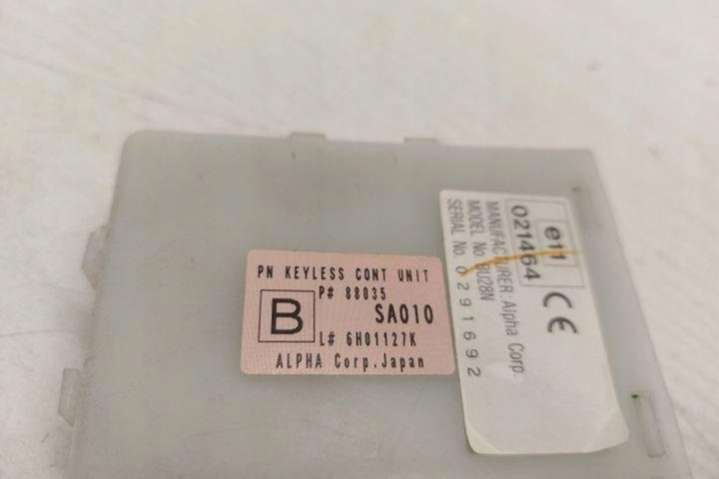 PN KEYLESS CONT UNIT
P# 88035
B
SA010
L# 6H01127K
ALPHA Corp.Japan
e11
021464
CE
MANUFACTURER:Alpha Corp.
MODEL No.BU28N
SERIAL No.0291692